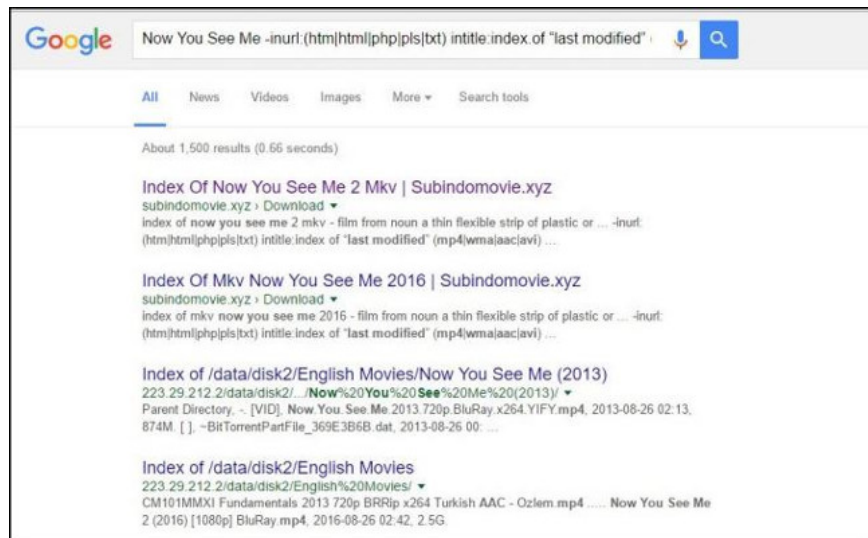 Google
Now You See Me -inurl:(htm|html|php|pls|txt) intitle:index.of “last modified”
All News Videos Images More Search tools
About 1,500 results (0.66 seconds)
Index Of Now You See Me 2 Mkv | Subindomovie.xyz
subindomovie.xyz › Download
index of now you see me 2 mkv - film from noun a thin flexible strip of plastic or ... -inurl:
(htm|html|php|pls|txt) intitle:index of “last modified” (mp4|wma|aac|avi) ...
Index Of Mkv Now You See Me 2016 | Subindomovie.xyz
subindomovie.xyz › Download
index of mkv now you see me 2016 - film from noun a thin flexible strip of plastic or ... -inurl:
(htm|html|php|pls|txt) intitle:index of “last modified” (mp4|wma|aac|avi) ...
Index of /data/disk2/English Movies/Now You See Me (2013)
223.29.212.2/data/disk2/.../Now%20You%20See%20Me%20(2013)/
Parent Directory, -. [VID], Now.You.See.Me.2013.720p.BluRay.x264.YIFY.mp4, 2013-08-26 02:13,
874M. [ ], ~BitTorrentPartFile_369E3B6B.dat, 2013-08-26 00: ...
Index of /data/disk2/English Movies
223.29.212.2/data/disk2/English%20Movies/
CM101MMXI Fundamentals 2013 720p BRRip x264 Turkish AAC - Ozlem.mp4 ..... Now You See Me
2 (2016) [1080p] BluRay.mp4, 2016-08-26 02:42, 2.5G.